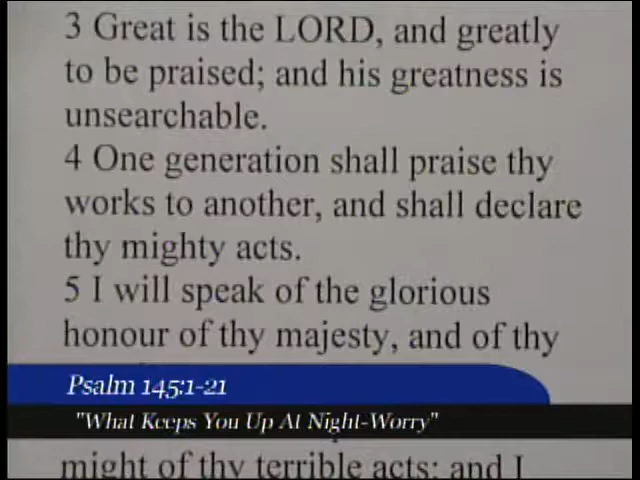 3 Great is the LORD, and greatly
to be praised; and his greatness is
unsearchable.
4 One generation shall praise thy
works to another, and shall declare
thy mighty acts.
5 I will speak of the glorious
honour of thy majesty, and of thy
Psalm 145:1-21
"What Keeps You Up At Night-Worry"
might of thy terrible acts: and I